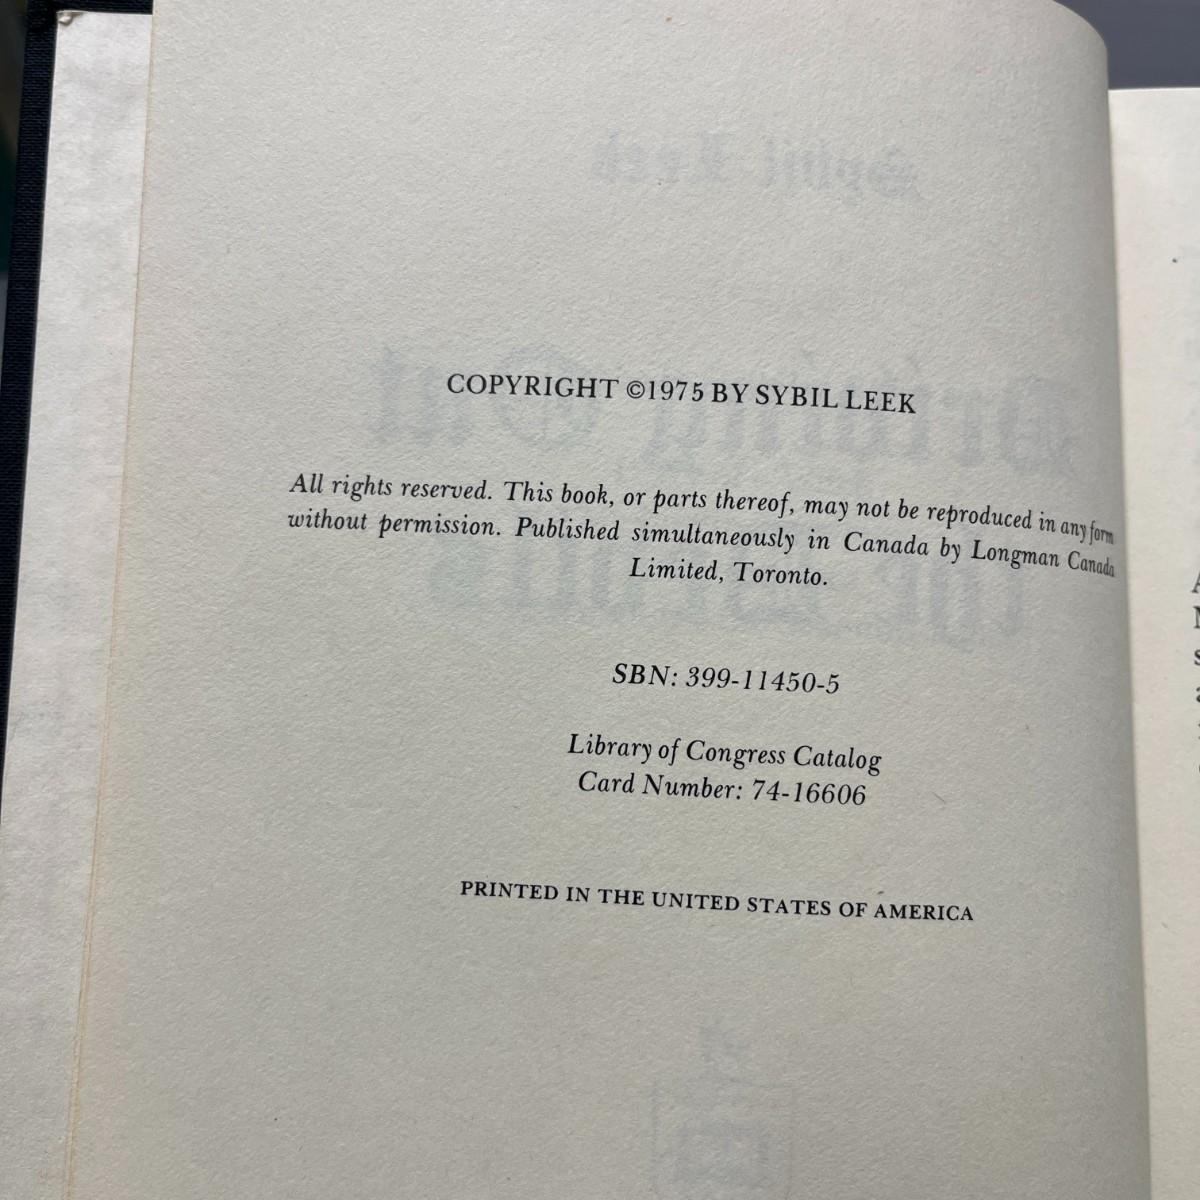 COPYRIGHT ©1975 BY SYBIL LEEK
All rights reserved. This book, or parts thereof, may not be reproduced in any form
without permission. Published simultaneously in Canada by Longman Canada
Limited, Toronto.
SBN: 399-11450-5
Library of Congress Catalog
Card Number: 74-16606
PRINTED IN THE UNITED STATES OF AMERICA